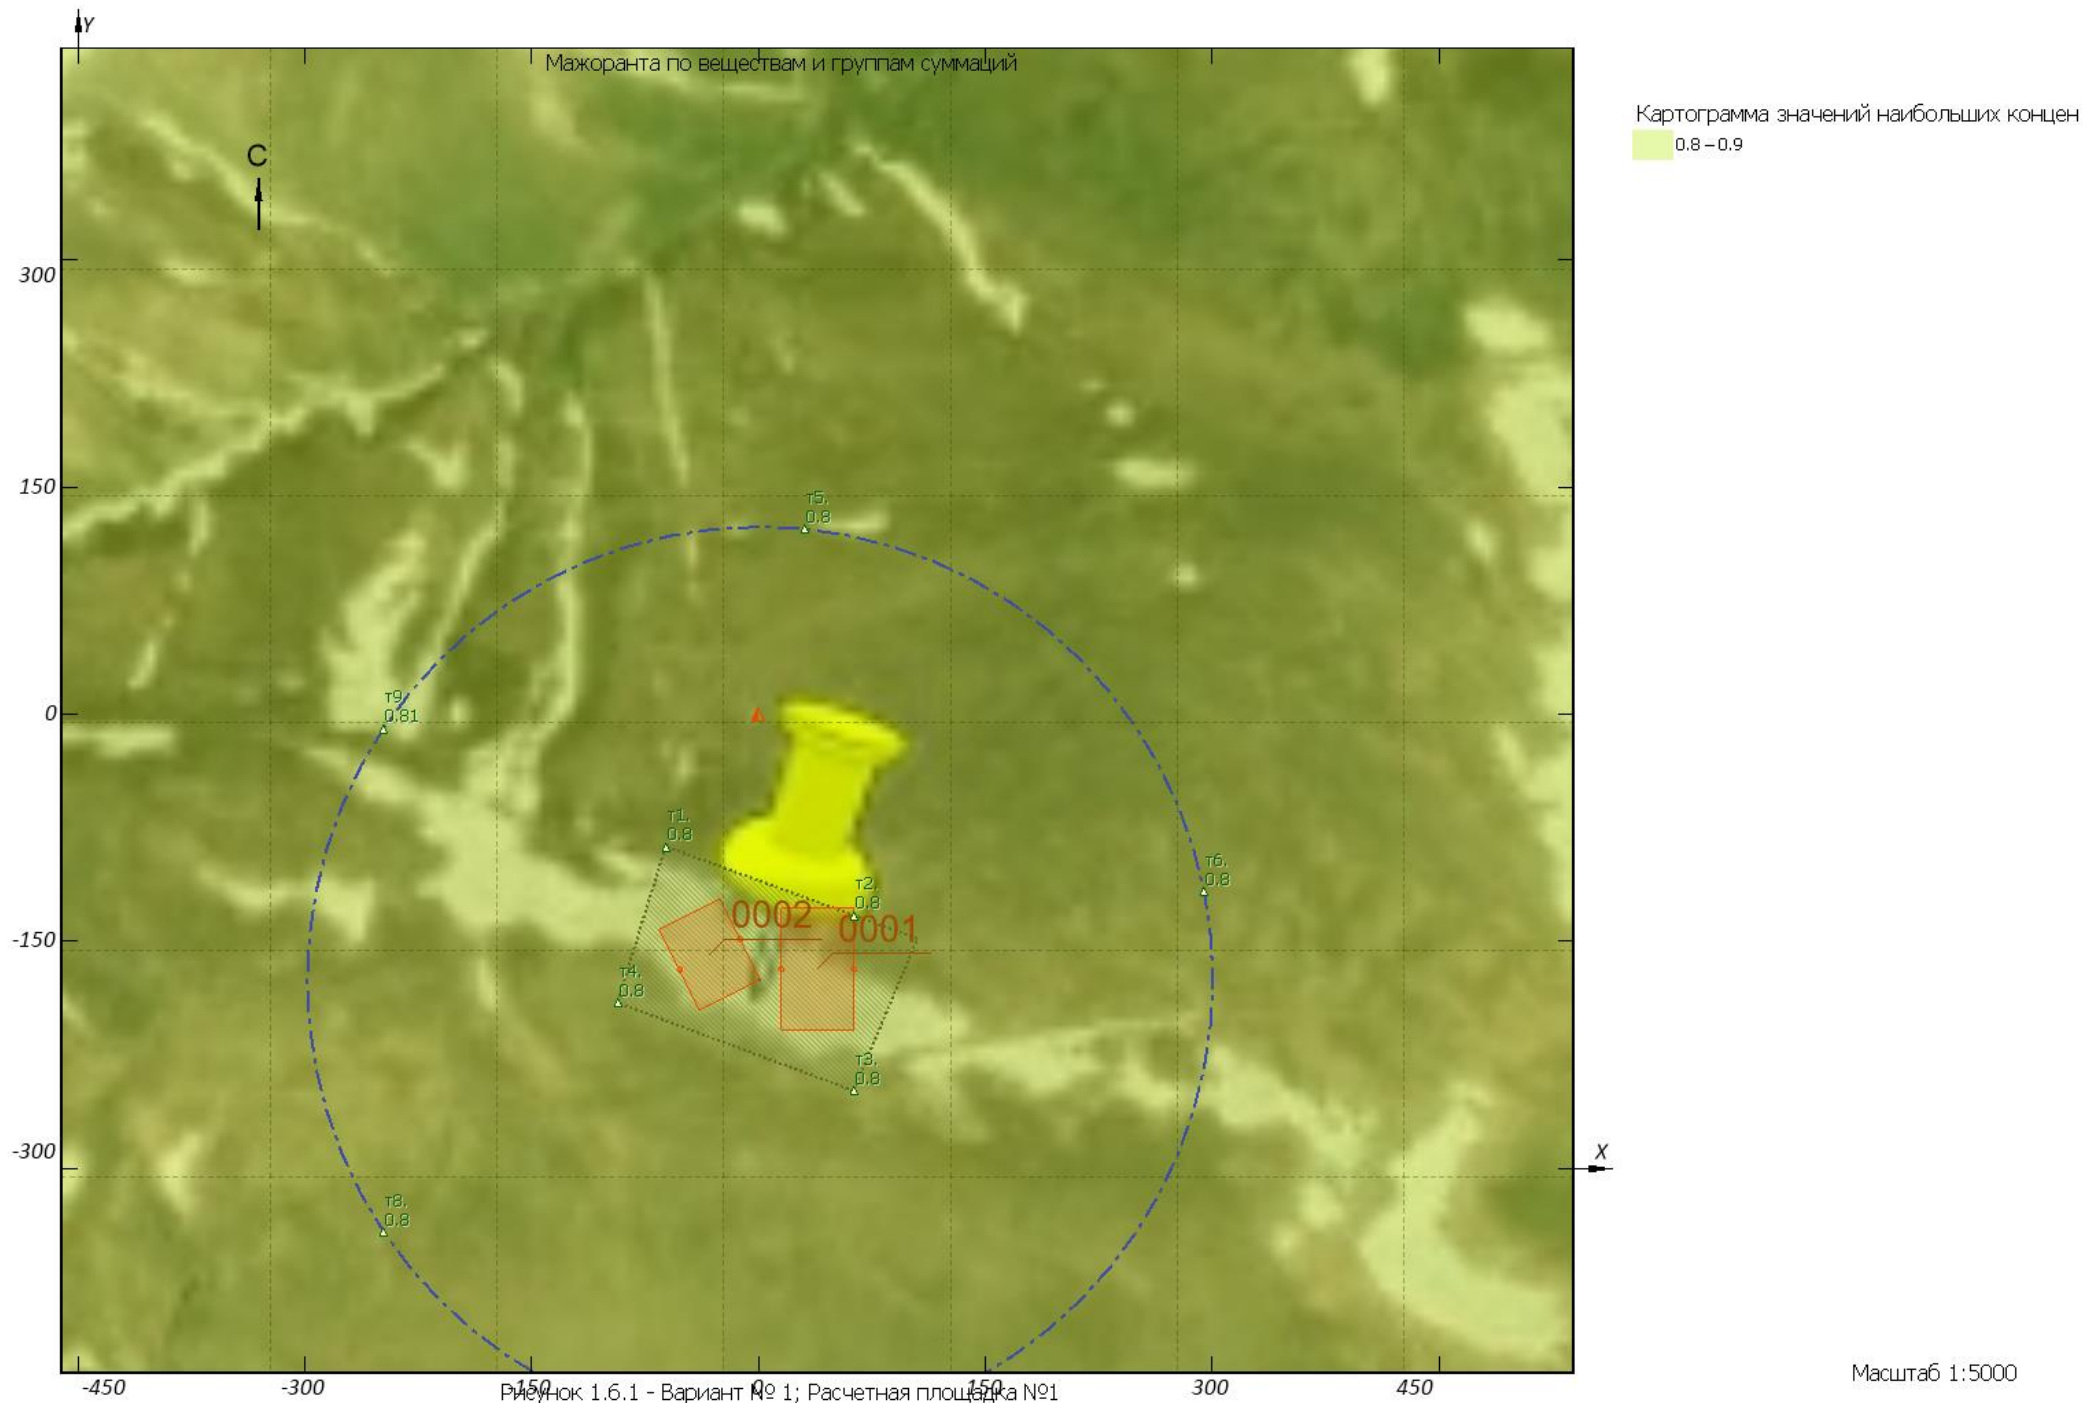 Y
Мажоранта по веществам и группам суммаций
Картограмма значений наибольших концен
0.8 – 0.9
С
300
150
т5.
0.8
0
т9.
0.81
т1.
0.8
т6.
0.8
т2.
0.8
0002
0001
-150
т4.
0.8
т3.
0.8
-300
X
т8.
0.8
-450
-300
-150
0
150
300
450
Рисунок 1.6.1 - Вариант № 1; Расчетная площадка №1
Масштаб 1:5000